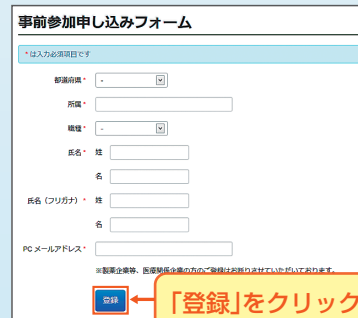 事前参加申し込みフォーム
*は入力必須項目です
都道府県* -
所属*
職種* -
氏名* 姓
名
氏名（フリガナ）* 姓
名
PC メールアドレス*
※製薬企業等、医療関係企業の方のご登録はお断りさせていただいております。
登録
「登録」をクリック